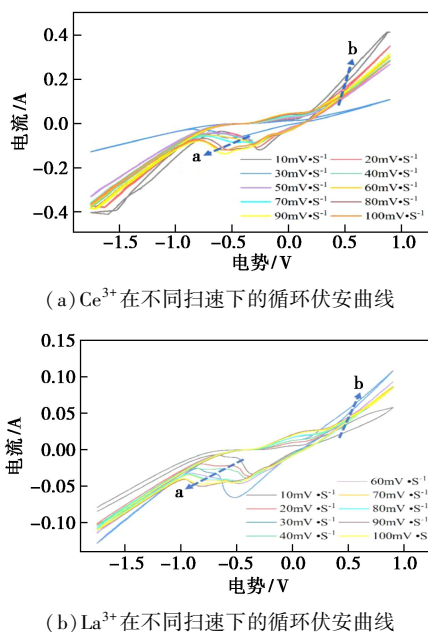 0.4
0.2
0.0
-0.2
-0.4
电流/A
a
b
10mV•S⁻¹ 20mV•S⁻¹
30mV•S⁻¹ 40mV•S⁻¹
50mV•S⁻¹ 60mV•S⁻¹
70mV•S⁻¹ 80mV•S⁻¹
90mV•S⁻¹ 100mV•S⁻¹
-1.5 -1.0 -0.5 0.0 0.5 1.0
电势/V
(a)Ce³⁺在不同扫速下的循环伏安曲线
0.15
0.10
0.05
0.00
-0.05
-0.10
电流/A
a
b
60mV•S⁻¹
10mV•S⁻¹ 70mV•S⁻¹
20mV•S⁻¹ 80mV•S⁻¹
30mV•S⁻¹ 90mV•S⁻¹
40mV•S⁻¹ 100mV•S
-1.5 -1.0 -0.5 0.0 0.5 1.0
电势/V
(b)La³⁺在不同扫速下的循环伏安曲线